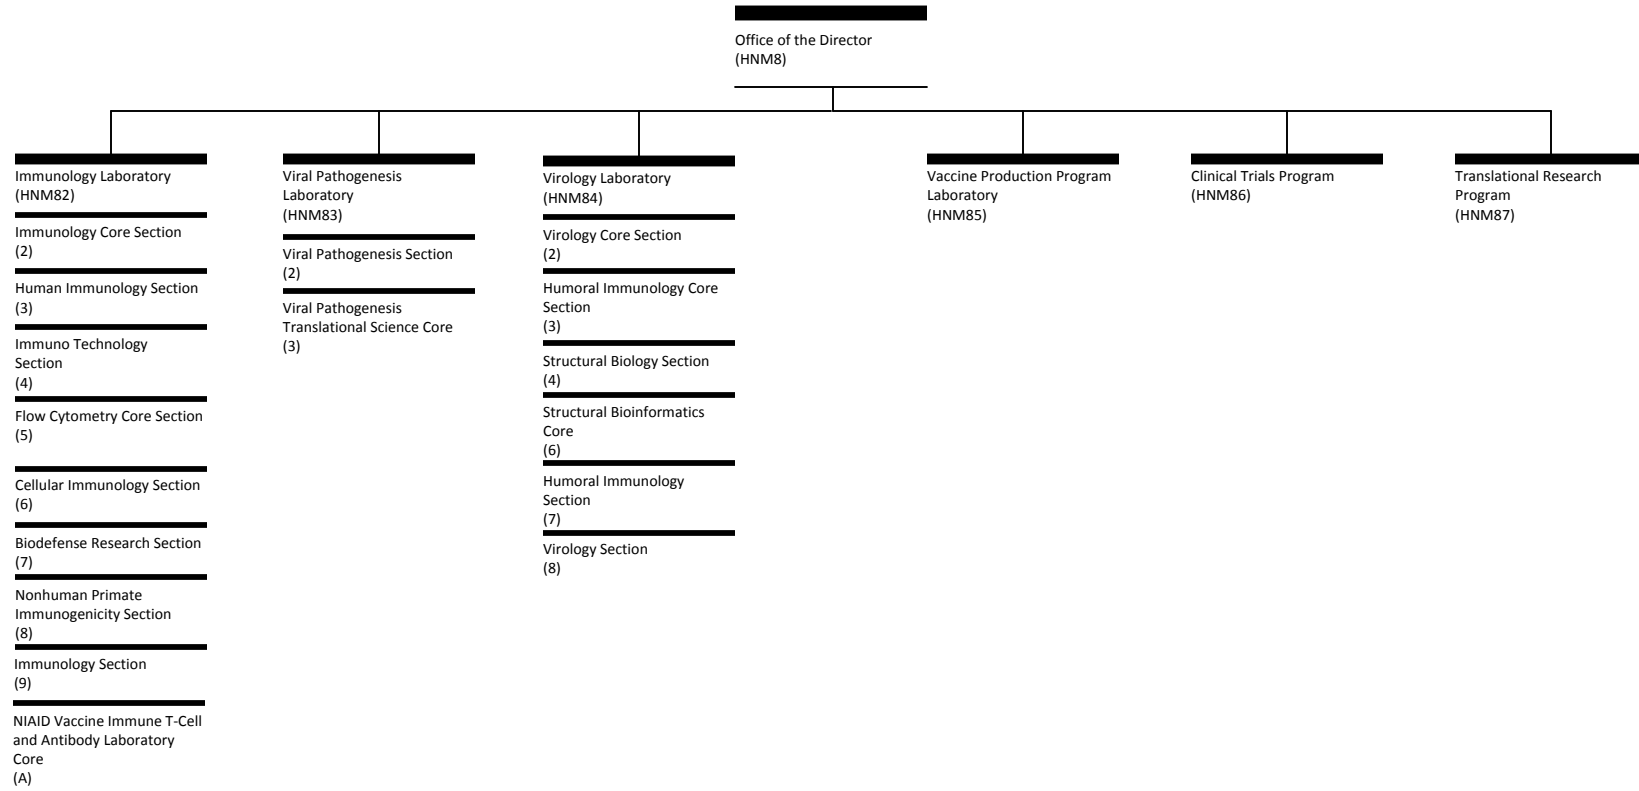 Office of the Director
(HNM8)
Immunology Laboratory
(HNM82)
Immunology Core Section
(2)
Human Immunology Section
(3)
Immuno Technology
Section
(4)
Flow Cytometry Core Section
(5)
Cellular Immunology Section
(6)
Biodefense Research Section
(7)
Nonhuman Primate
Immunogenicity Section
(8)
Immunology Section
(9)
NIAID Vaccine Immune T-Cell
and Antibody Laboratory
Core
(A)
Viral Pathogenesis
Laboratory
(HNM83)
Viral Pathogenesis Section
(2)
Viral Pathogenesis
Translational Science Core
(3)
Virology Laboratory
(HNM84)
Virology Core Section
(2)
Humoral Immunology Core
Section
(3)
Structural Biology Section
(4)
Structural Bioinformatics
Core
(6)
Humoral Immunology
Section
(7)
Virology Section
(8)
Vaccine Production Program
Laboratory
(HNM85)
Clinical Trials Program
(HNM86)
Translational Research
Program
(HNM87)